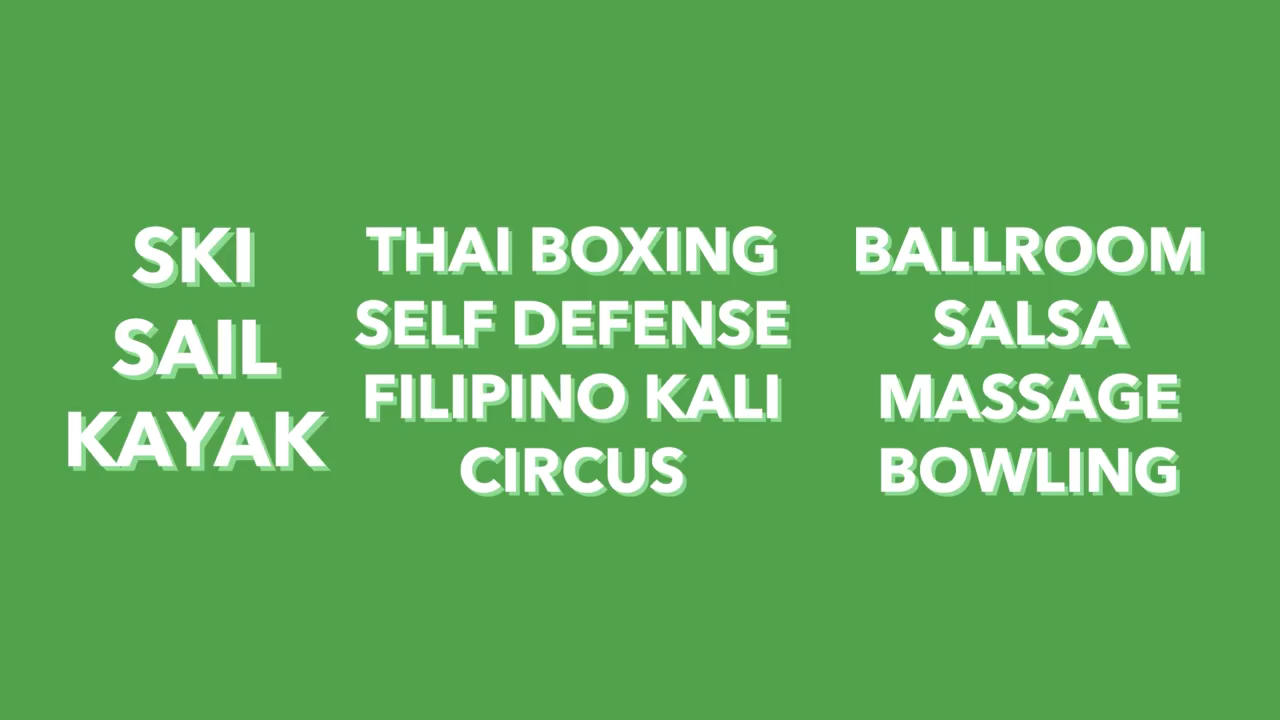 SKI
SAIL
KAYAK
THAI BOXING
SELF DEFENSE
FILIPINO KALI
CIRCUS
BALLROOM
SALSA
MASSAGE
BOWLING